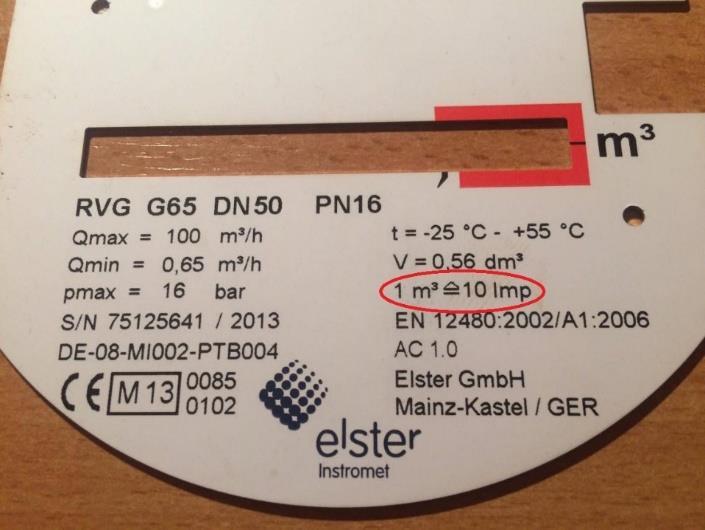 , m³
RVG G65 DN50 PN16
Qmax = 100 m³/h
Qmin = 0,65 m³/h
pmax = 16 bar
S/N 75125641 / 2013
DE-08-MI002-PTB004
CE M 13 0085
0102
t = -25 °C - +55 °C
V = 0,56 dm³
1 m³ ≙ 10 Imp
EN 12480:2002/A1:2006
AC 1.0
Elster GmbH
Mainz-Kastel / GER
elster
Instromet